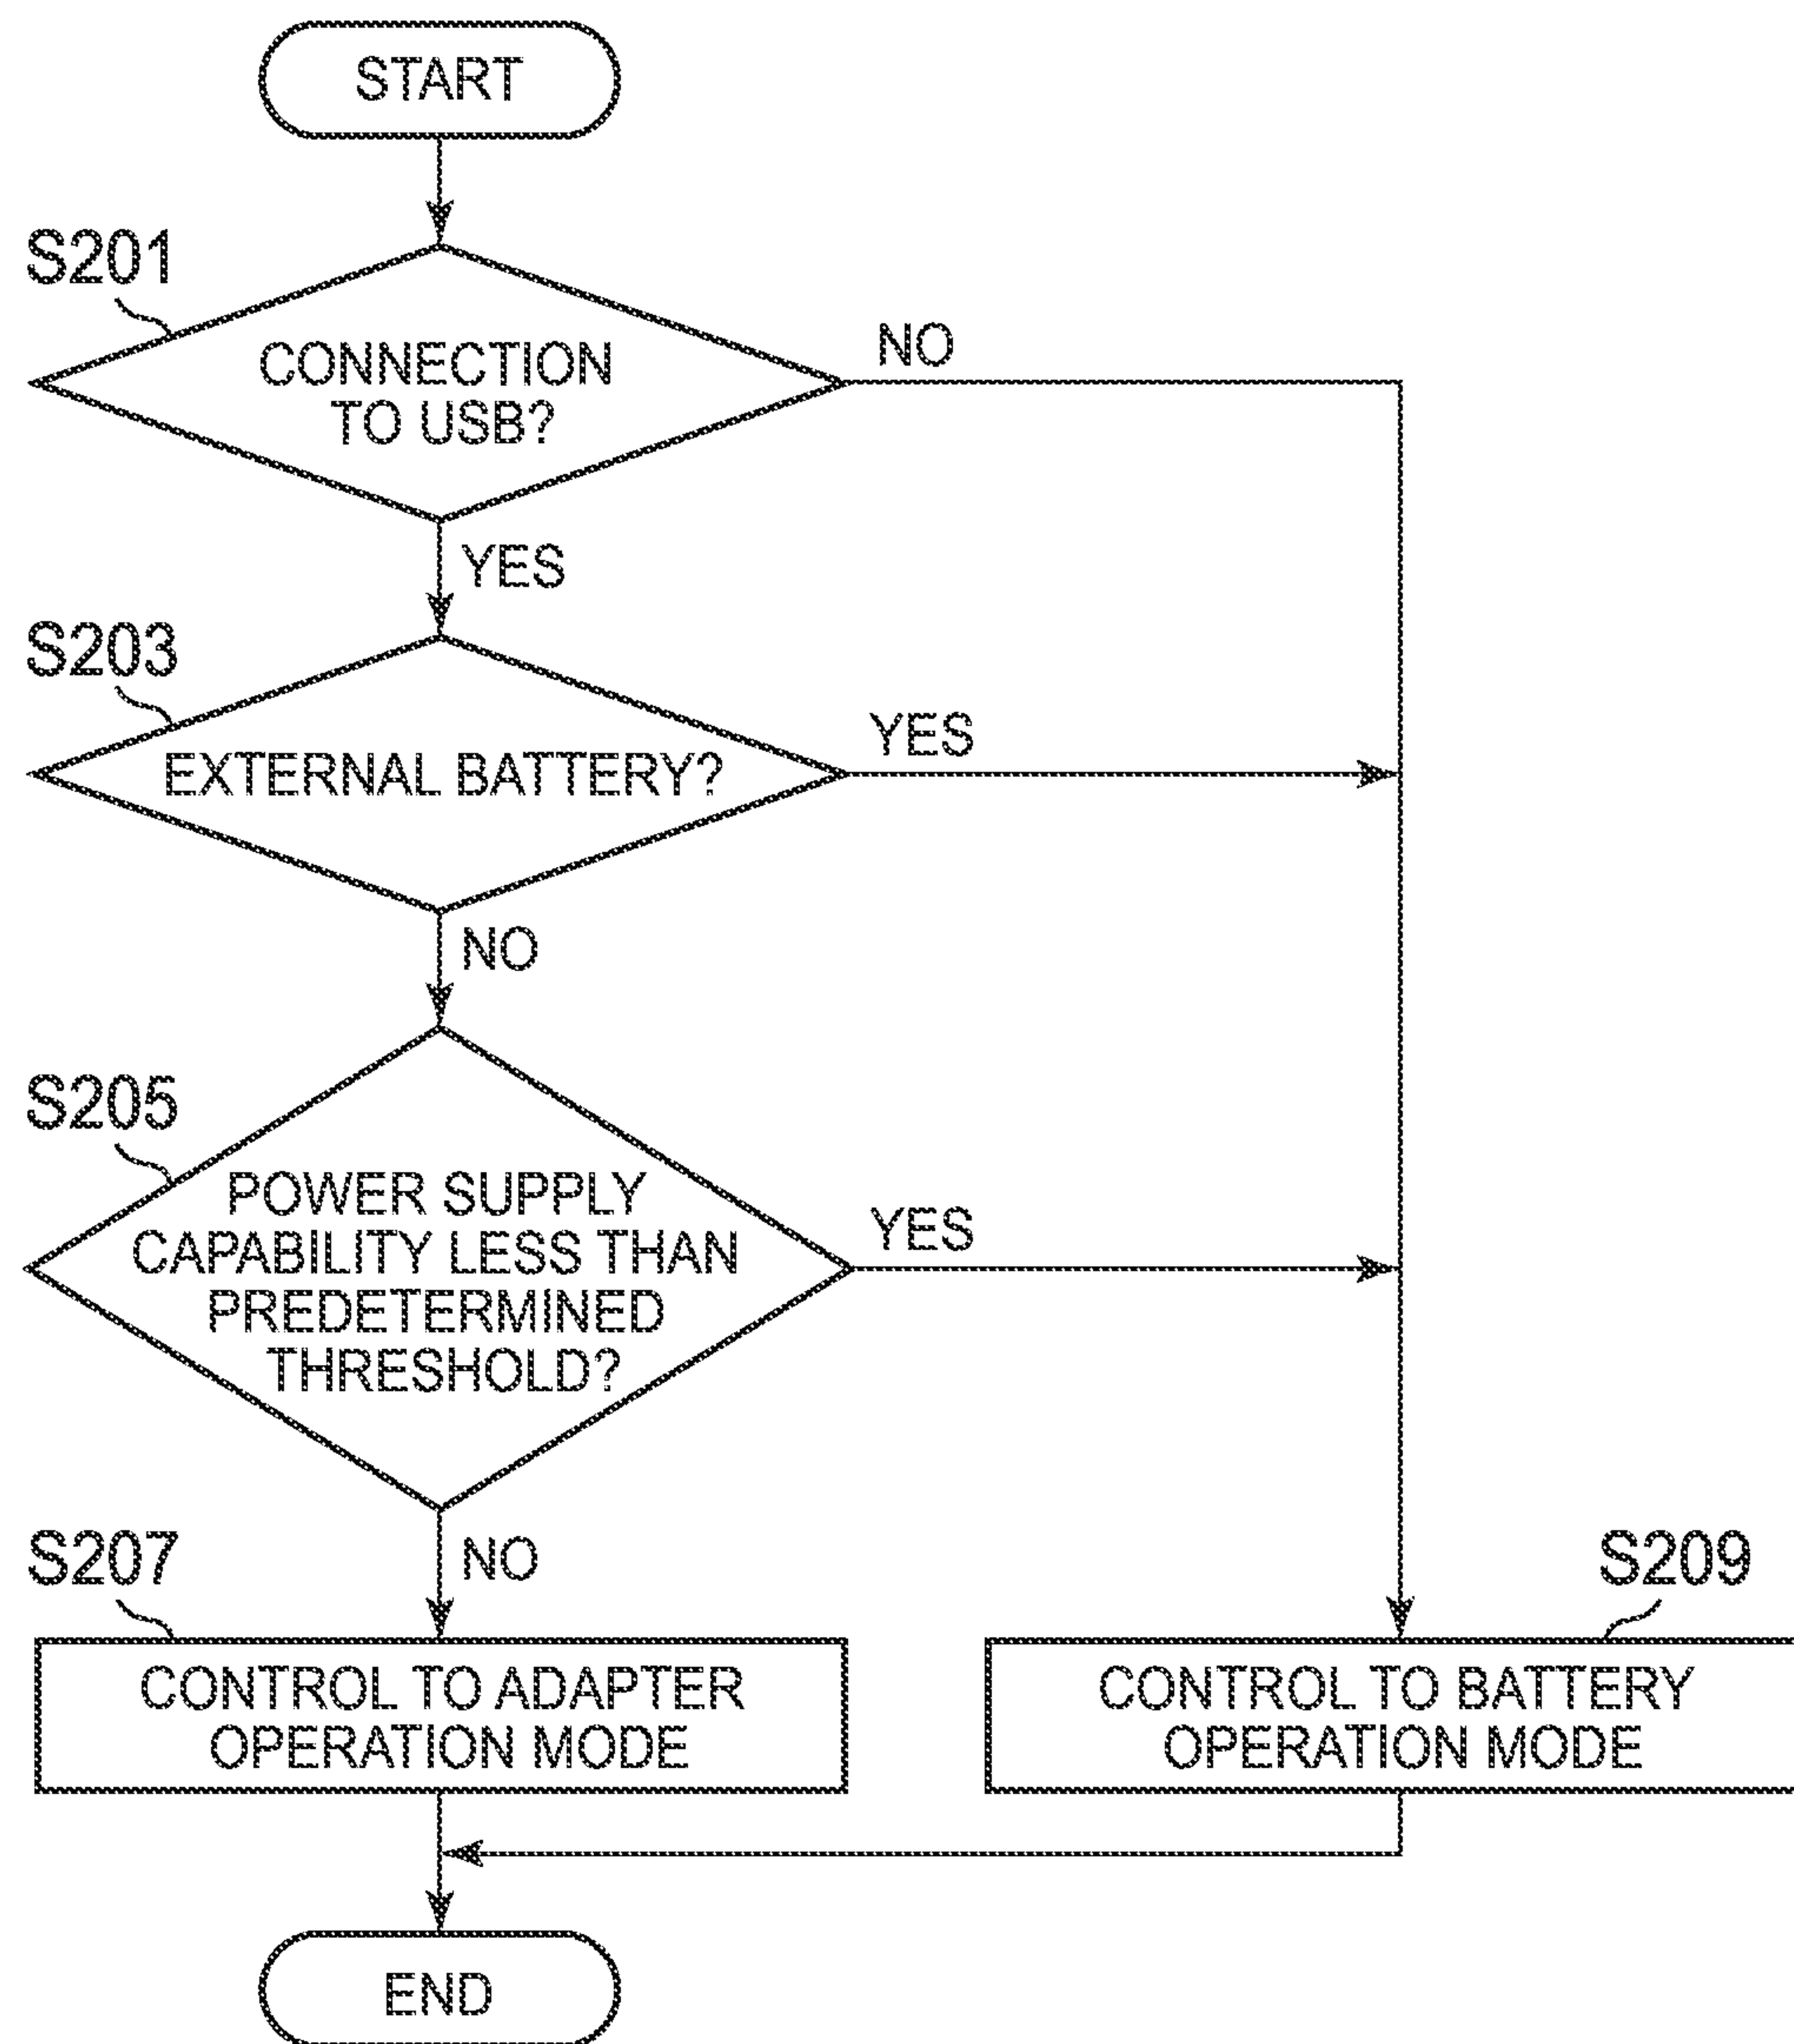 START
S201
CONNECTION
TO USB?
NO
YES
S203
EXTERNAL BATTERY?
YES
NO
S205
POWER SUPPLY
CAPABILITY LESS THAN
PREDETERMINED
THRESHOLD?
YES
NO
S207
CONTROL TO ADAPTER
OPERATION MODE
S209
CONTROL TO BATTERY
OPERATION MODE
END